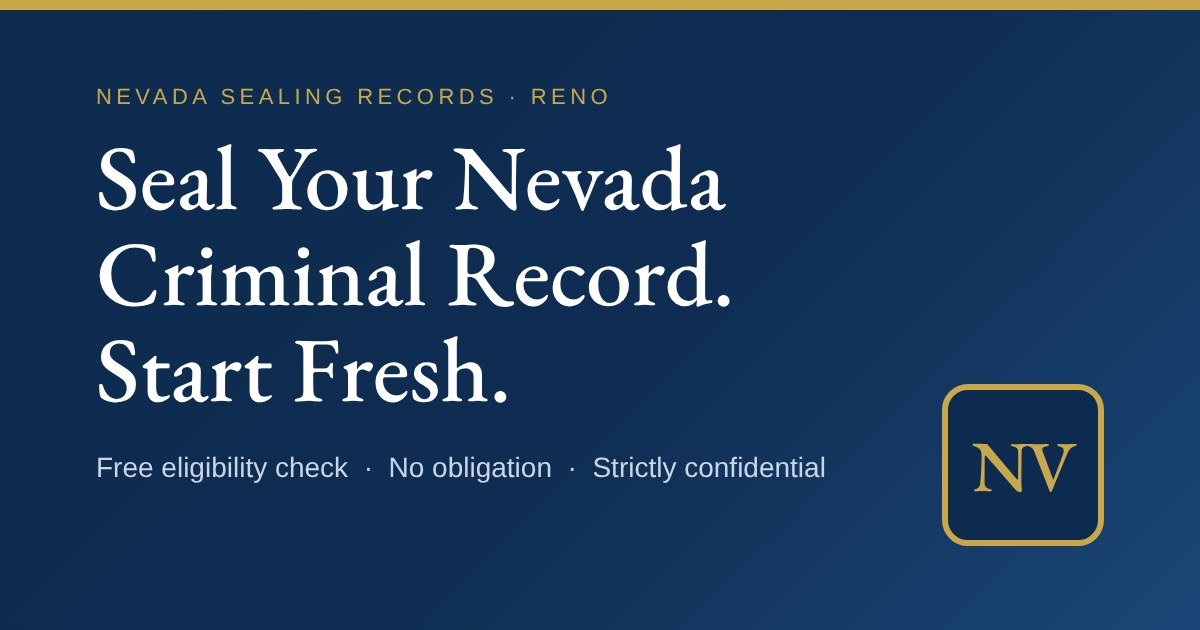 NEVADA SEALING RECORDS · RENO
Seal Your Nevada
Criminal Record.
Start Fresh.
Free eligibility check · No obligation · Strictly confidential
NV